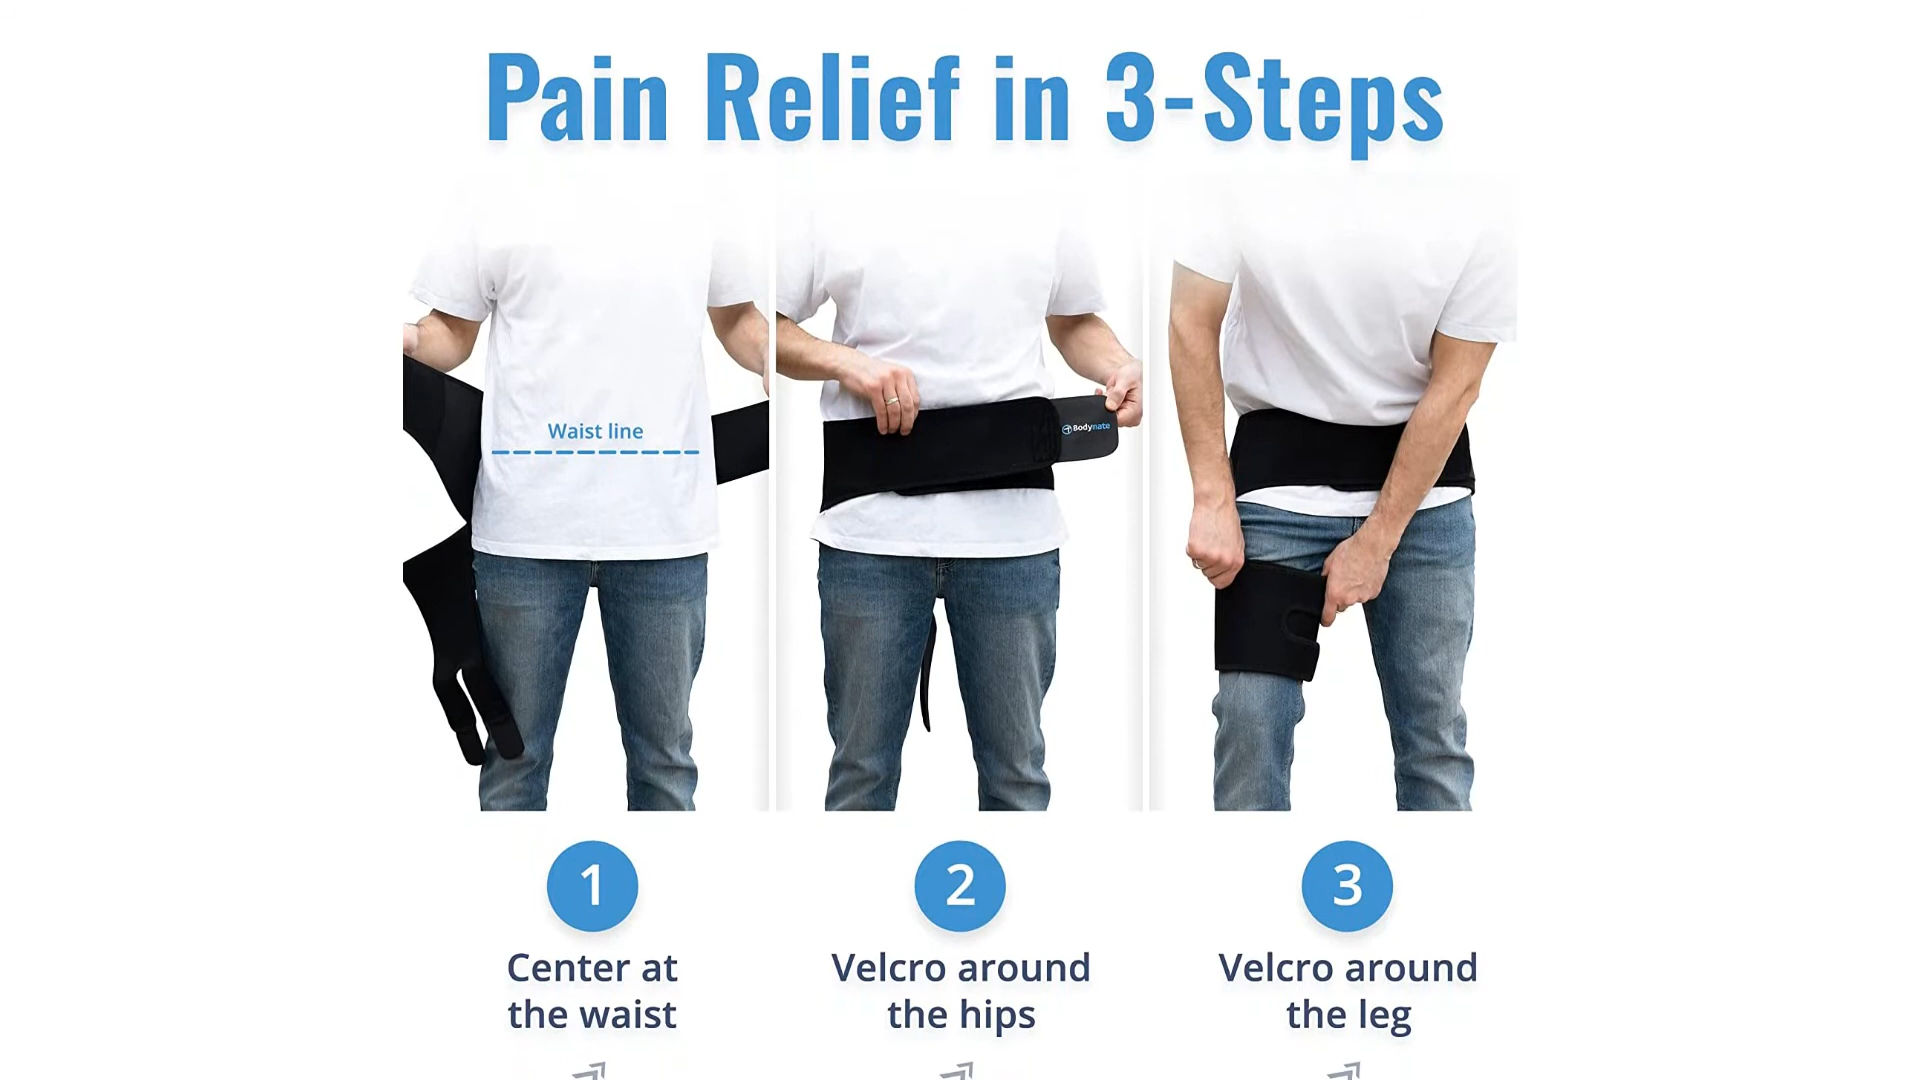 Pain Relief in 3-Steps
Waist line
Bodymate
1
Center at
the waist
2
Velcro around
the hips
3
Velcro around
the leg